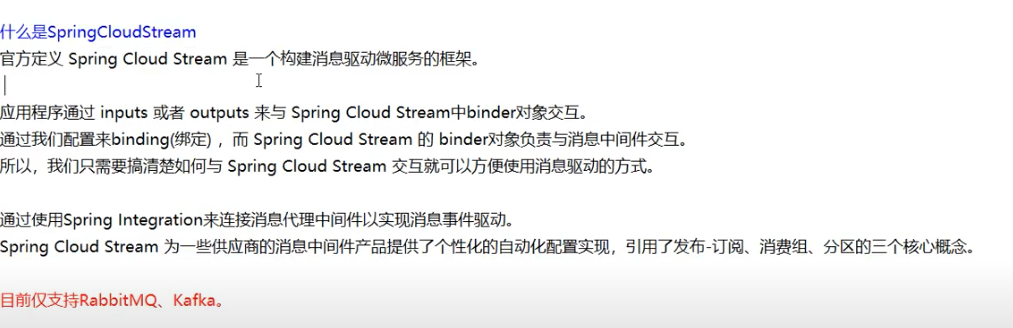 什么是SpringCloudStream
官方定义 Spring Cloud Stream 是一个构建消息驱动微服务的框架。
应用程序通过 inputs 或者 outputs 来与 Spring Cloud Stream中binder对象交互。
通过我们配置来binding(绑定) ，而 Spring Cloud Stream 的 binder对象负责与消息中间件交互。
所以，我们只需要搞清楚如何与 Spring Cloud Stream 交互就可以方便使用消息驱动的方式。
通过使用Spring Integration来连接消息代理中间件以实现消息事件驱动。
Spring Cloud Stream 为一些供应商的消息中间件产品提供了个性化的自动化配置实现，引用了发布-订阅、消费组、分区的三个核心概念。
目前仅支持RabbitMQ、Kafka。